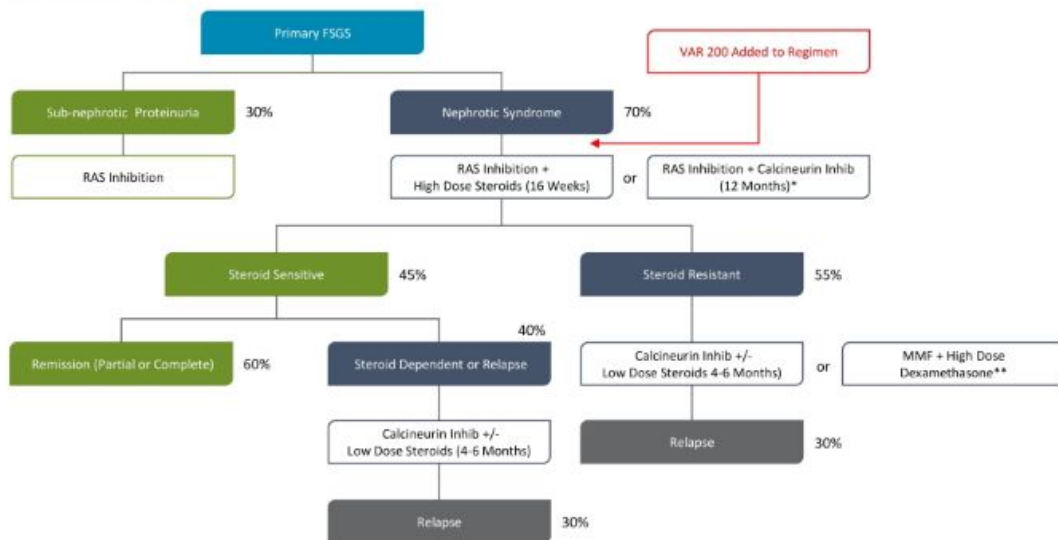 Primary FSGS
VAR 200 Added to Regimen
Sub-nephrotic Proteinuria
30%
Nephrotic Syndrome
70%
RAS Inhibition
RAS Inhibition +
High Dose Steroids (16 Weeks)
or
RAS Inhibition + Calcineurin Inhib
(12 Months)*
Steroid Sensitive
45%
Steroid Resistant
55%
Remission (Partial or Complete)
60%
40%
Steroid Dependent or Relapse
Calcineurin Inhib +/-
Low Dose Steroids 4-6 Months)
or
MMF + High Dose
Dexamethasone**
Calcineurin Inhib +/-
Low Dose Steroids (4-6 Months)
Relapse
30%
Relapse
30%